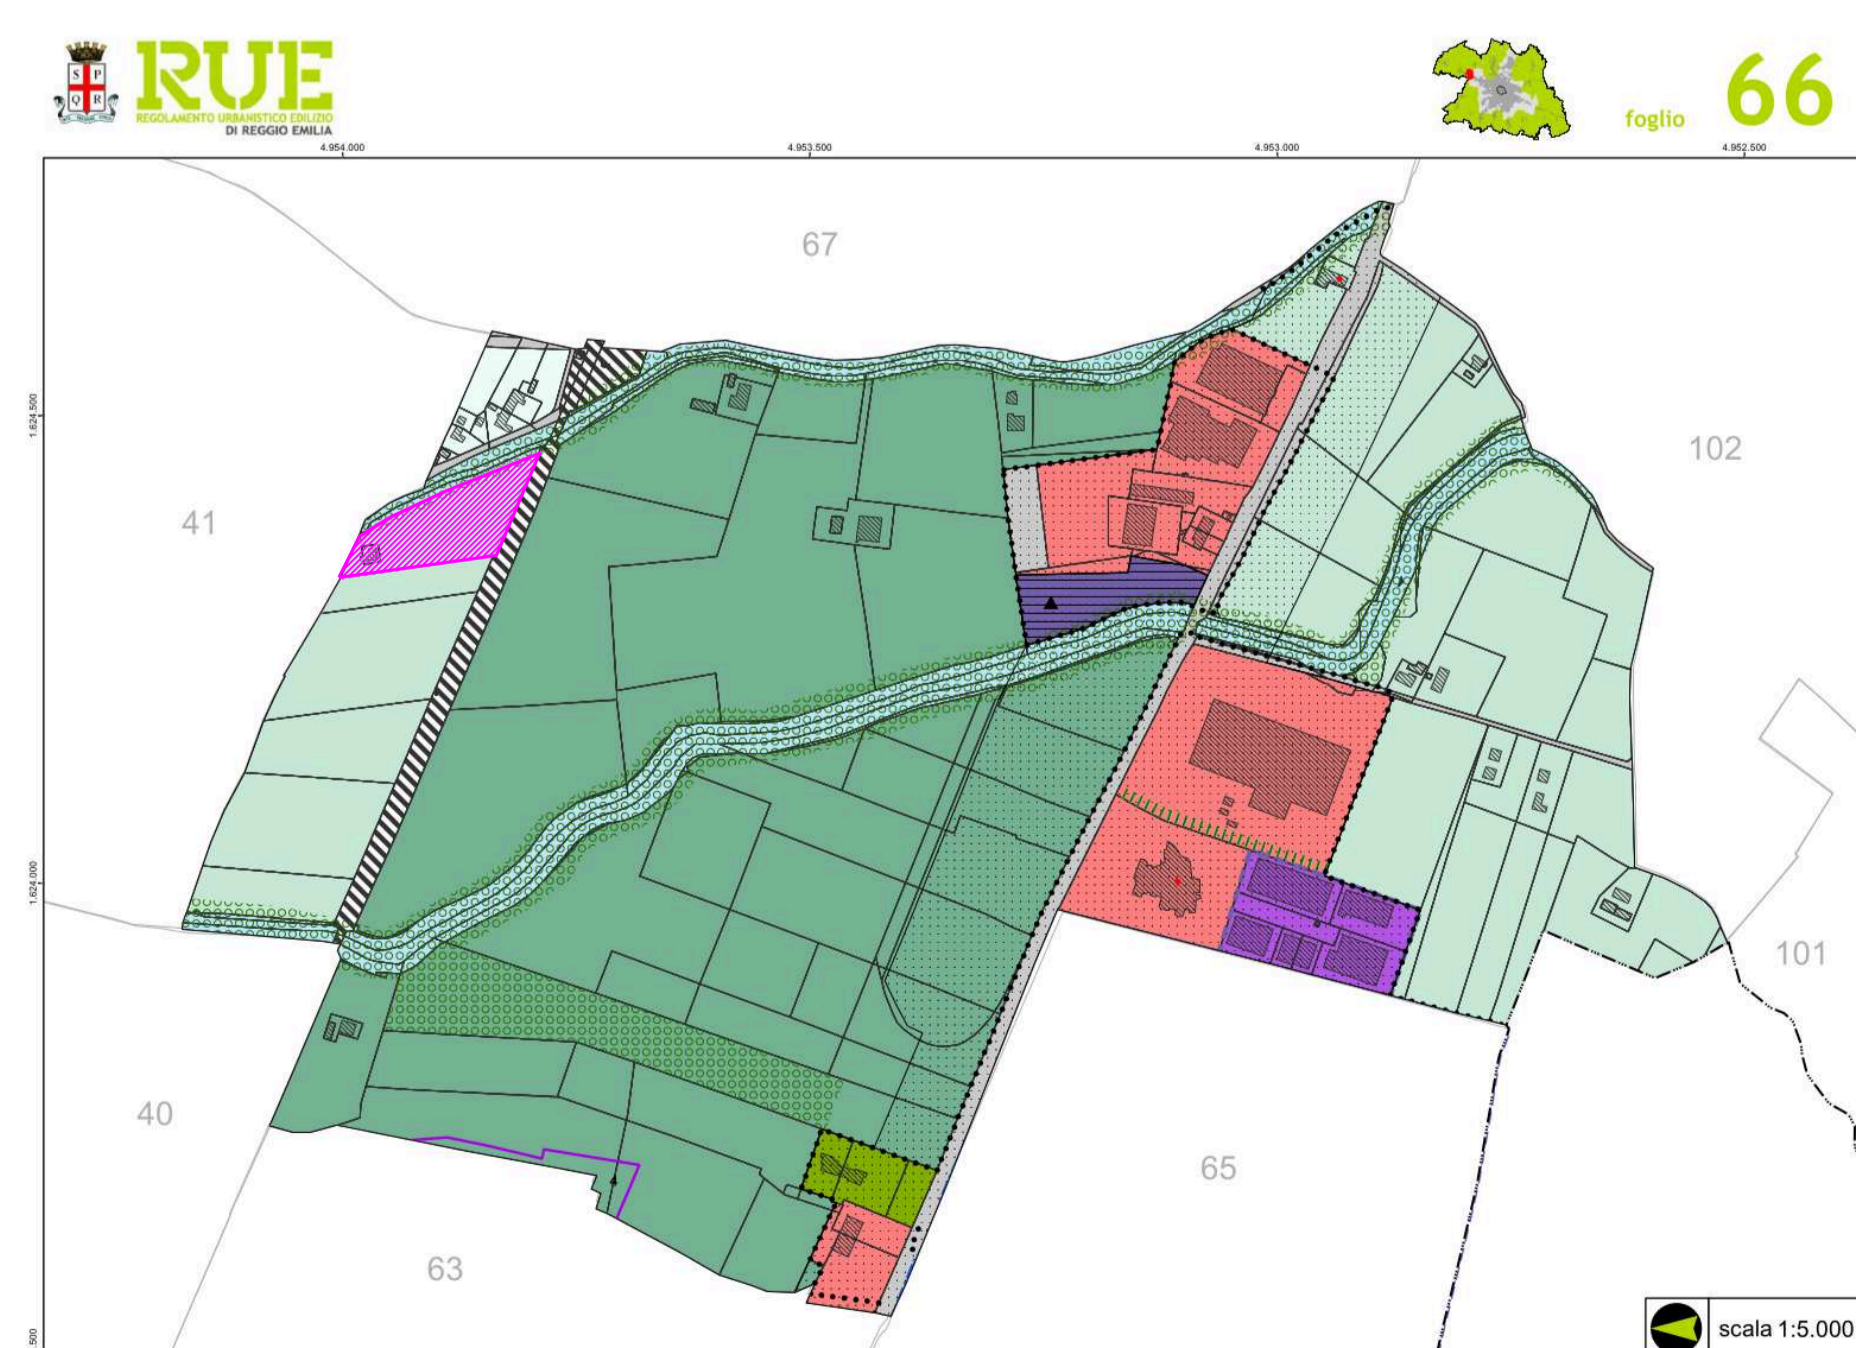 S P
Q R
RUE
REGOLAMENTO URBANISTICO EDILIZIO
DI REGGIO EMILIA
foglio 66
4.954.000 4.953.500 4.953.000 4.952.500
67
1.624.500
102
41
1.624.000
101
40
65
63
.500
scala 1:5.000